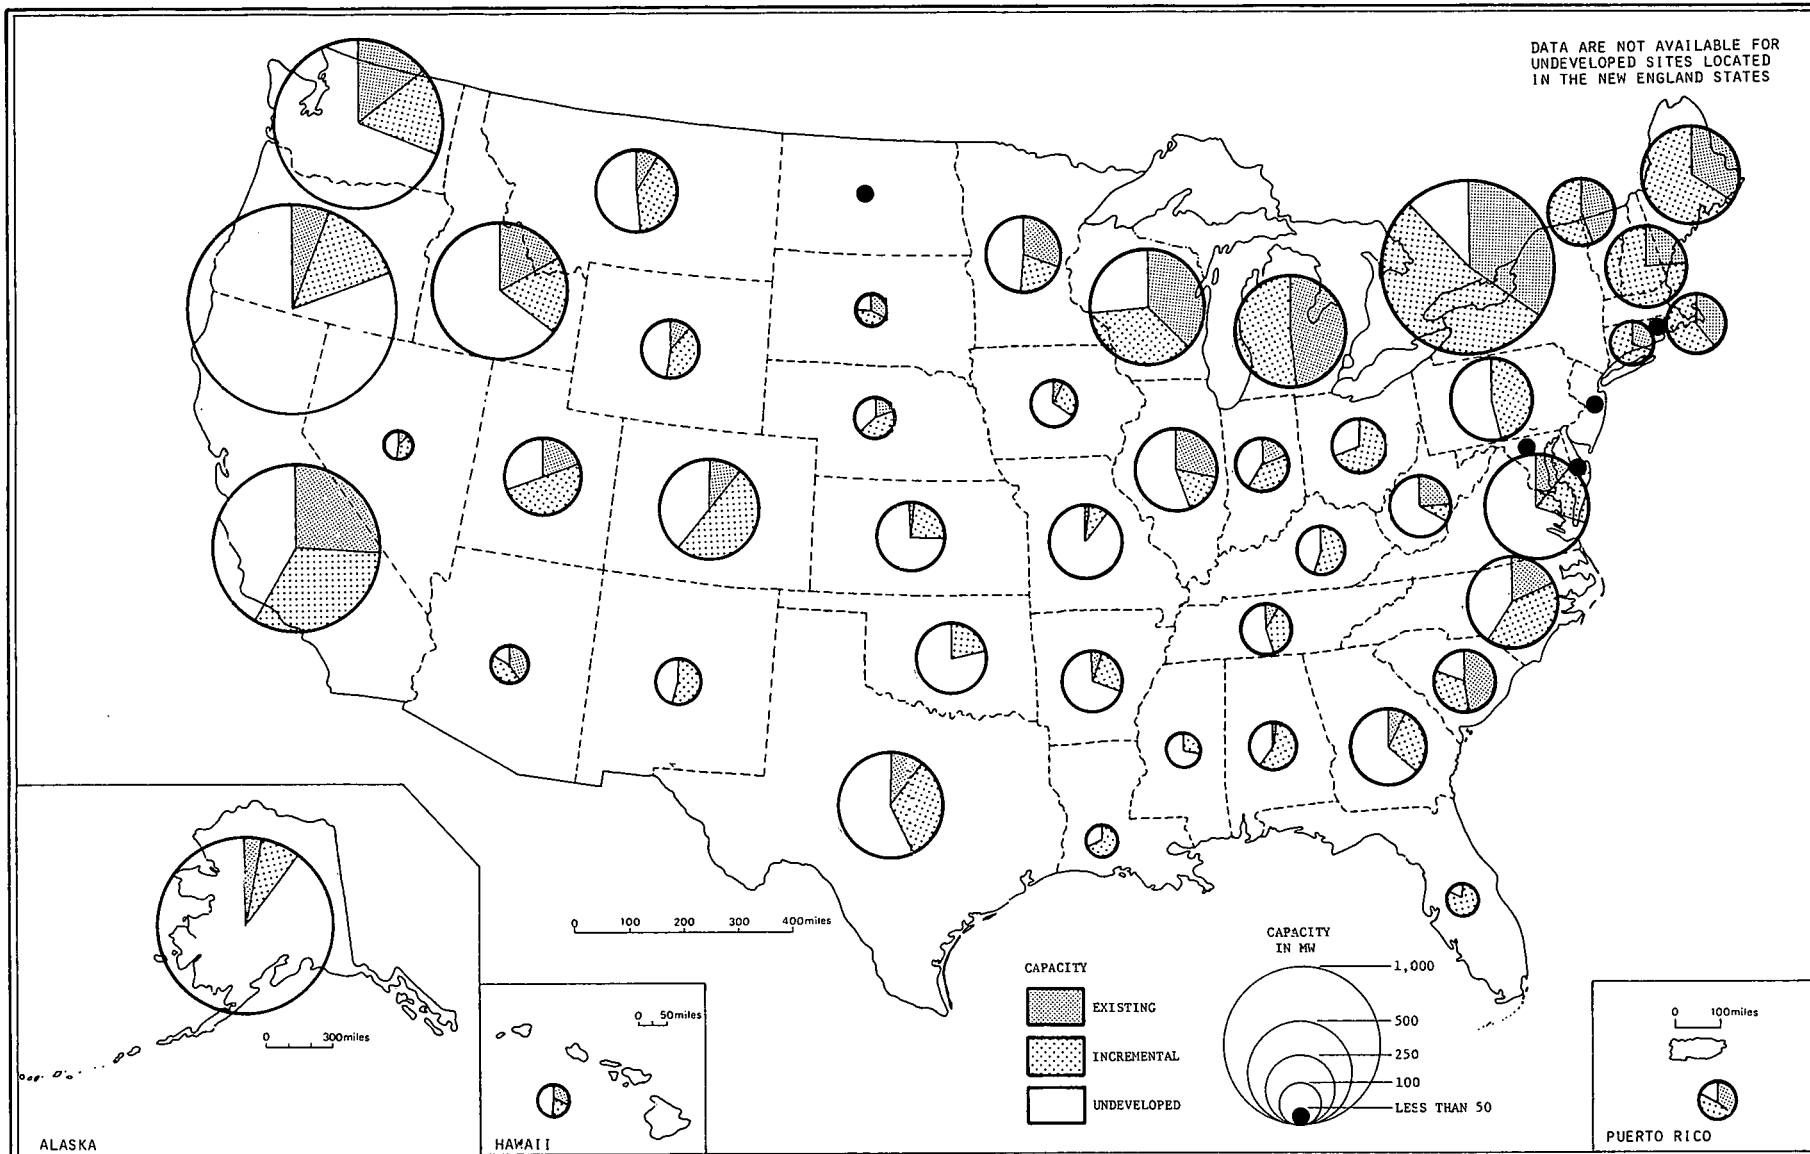 DATA ARE NOT AVAILABLE FOR
UNDEVELOPED SITES LOCATED
IN THE NEW ENGLAND STATES
0 100 200 300 400miles
CAPACITY
EXISTING
INCREMENTAL
UNDEVELOPED
CAPACITY
IN MW
1,000
500
250
100
LESS THAN 50
0 300miles
ALASKA
0 50miles
HAWAII
0 100miles
PUERTO RICO